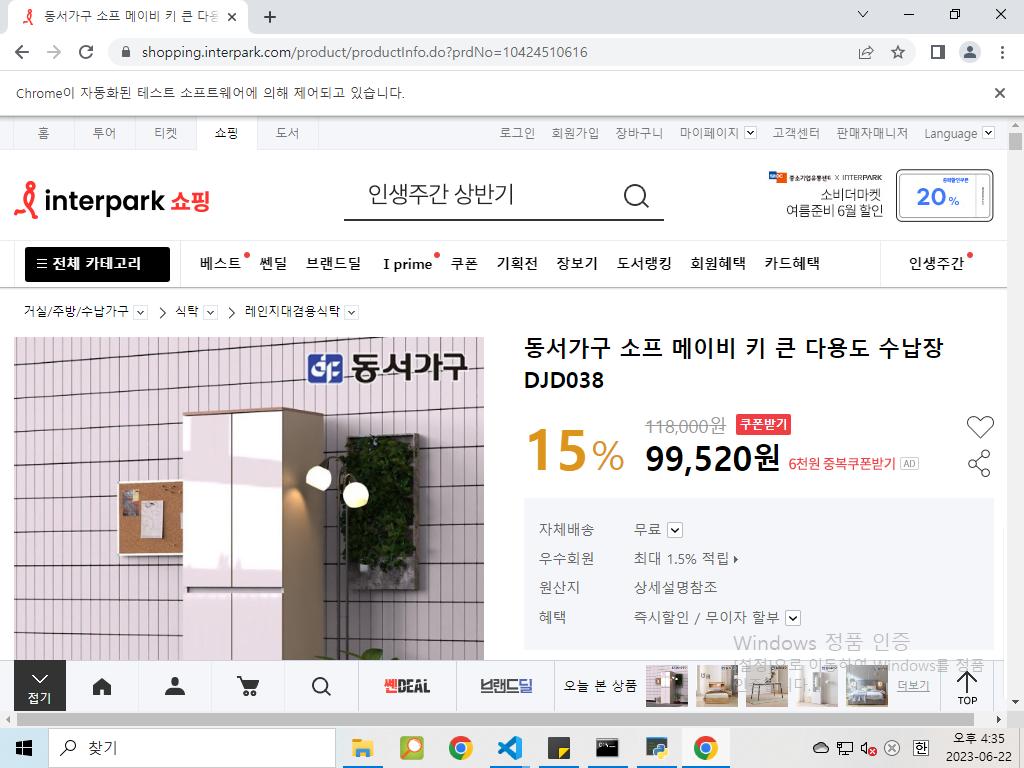 동서가구 소프 메이비 키 큰 다용
shopping.interpark.com/product/productInfo.do?prdNo=10424510616
Chrome이 자동화된 테스트 소프트웨어에 의해 제어되고 있습니다.
홈 투어 티켓 쇼핑 도서 로그인 회원가입 장바구니 마이페이지 고객센터 판매자매니저 Language
interpark 쇼핑
인생주간 상반기
중소기업유통센터 X INTERPARK
소비더마켓
여름준비 6월 할인
중복할인쿠폰
20%
전체 카테고리 베스트 쎈딜 브랜드딜 I prime 쿠폰 기획전 장보기 도서랭킹 회원혜택 카드혜택 인생주간
거실/주방/수납가구 식탁 레인지대겸용식탁
동서가구
동서가구 소프 메이비 키 큰 다용도 수납장
DJD038
15%
118,000원 쿠폰받기
99,520원 6천원 중복쿠폰받기 AD
자체배송 무료
우수회원 최대 1.5% 적립
원산지 상세설명참조
혜택 즉시할인 / 무이자 할부
Windows 정품 인증
[설정]으로 이동하여 Windows를 정품
접기 쎈DEAL 브랜드딜 오늘 본 상품 더보기 TOP
찾기
한
오후 4:35
2023-06-22